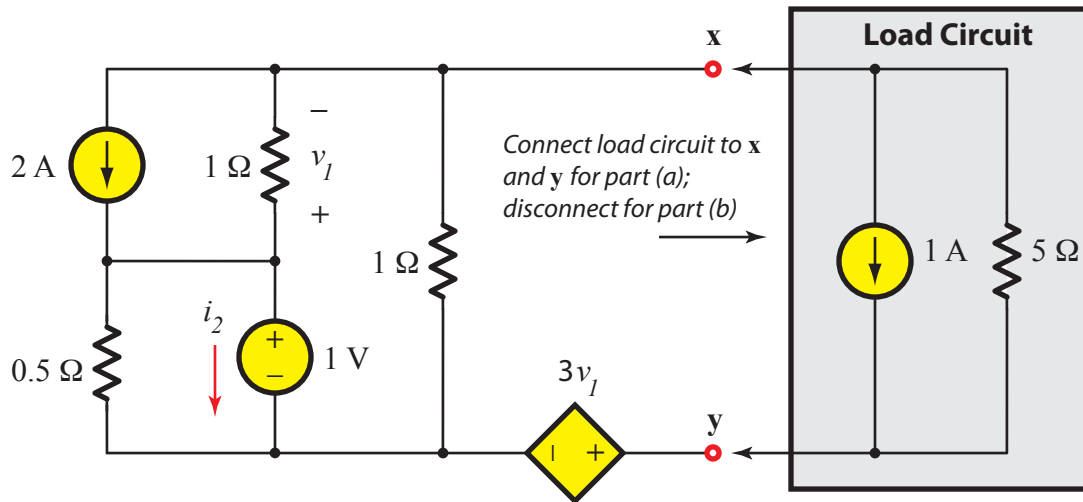 x
Load Circuit
2 A
1 Ω
–
v1
+
Connect load circuit to x
and y for part (a);
disconnect for part (b)
1 Ω
1 A
5 Ω
i2
0.5 Ω
+
–
1 V
3v1
y
– +